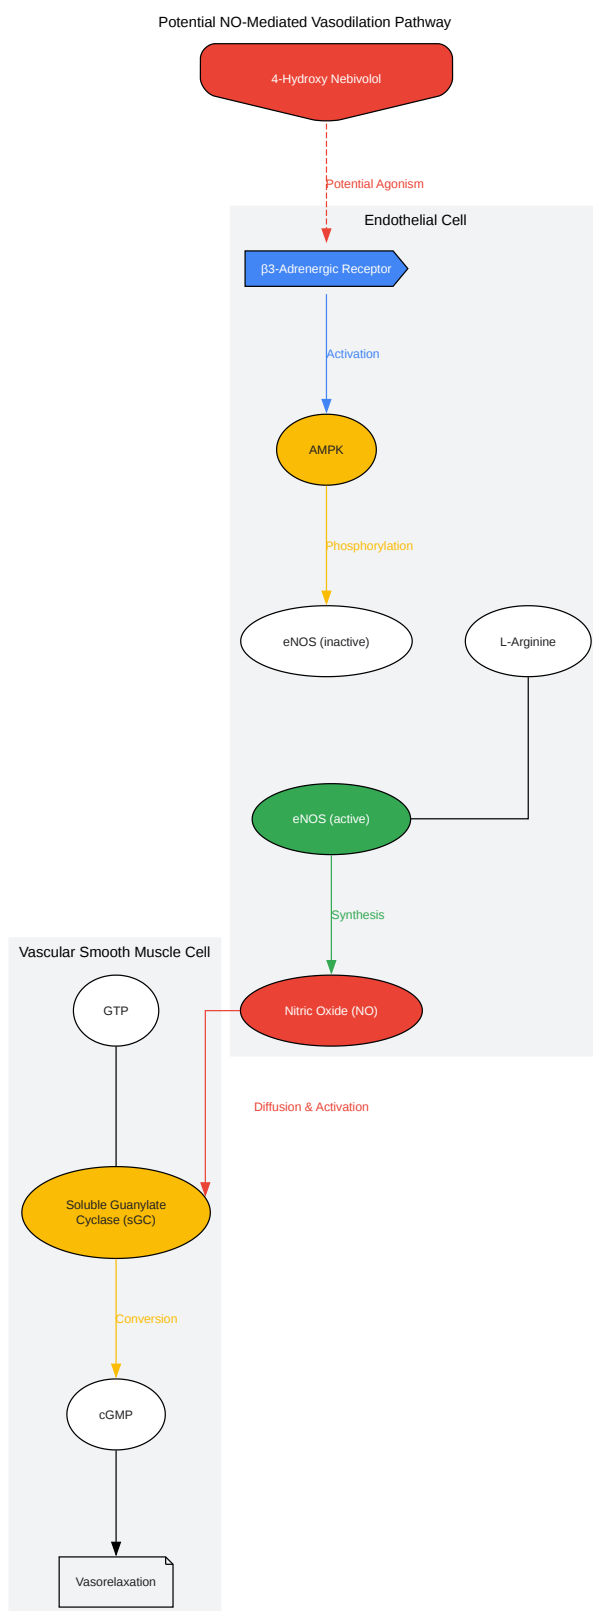 Potential NO-Mediated Vasodilation Pathway
4-Hydroxy Nebivolol
Potential Agonism
Endothelial Cell
β3-Adrenergic Receptor
Activation
AMPK
Phosphorylation
eNOS (inactive)
L-Arginine
eNOS (active)
Synthesis
Vascular Smooth Muscle Cell
GTP
Nitric Oxide (NO)
Diffusion & Activation
Soluble Guanylate
Cyclase (sGC)
Conversion
cGMP
Vasorelaxation